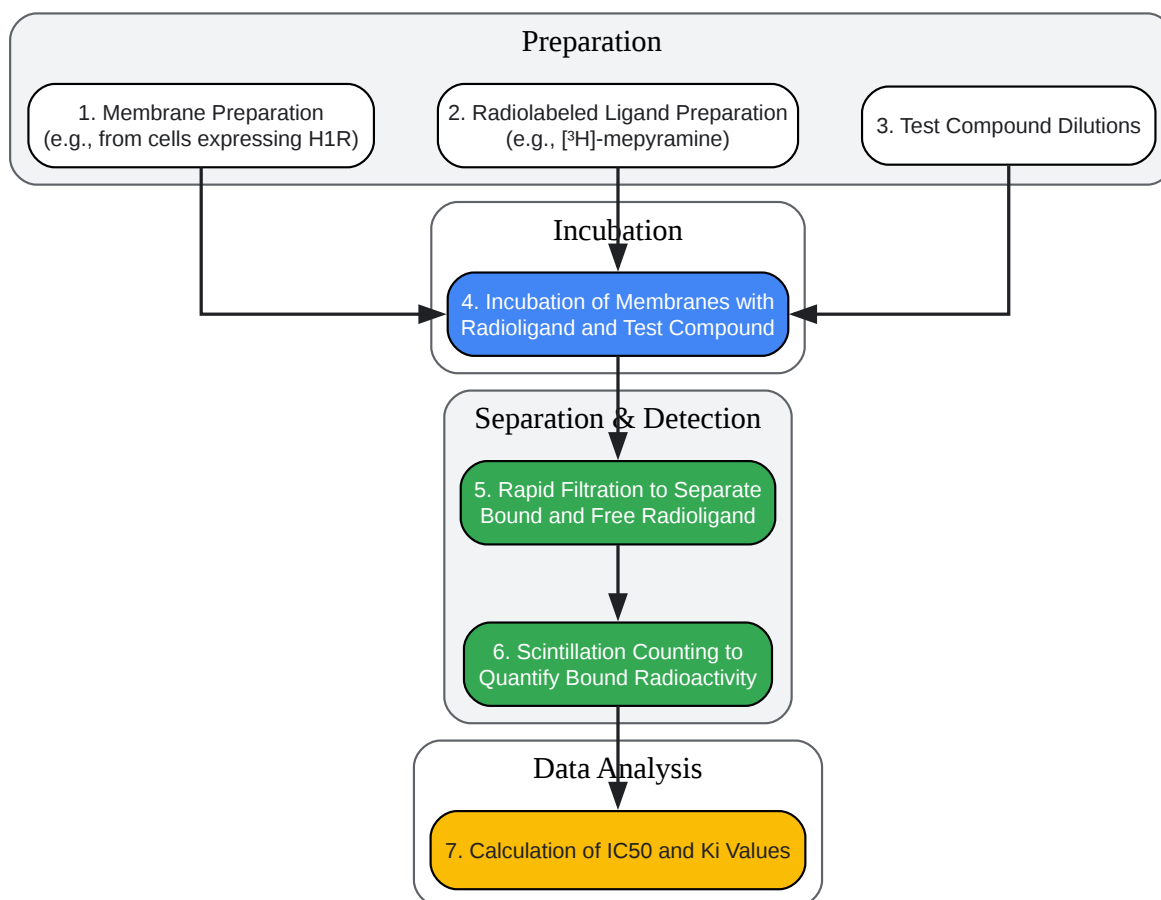 Preparation
1. Membrane Preparation
(e.g., from cells expressing H1R)
2. Radiolabeled Ligand Preparation
(e.g., [³H]-mepyramine)
3. Test Compound Dilutions
Incubation
4. Incubation of Membranes with
Radioligand and Test Compound
Separation & Detection
5. Rapid Filtration to Separate
Bound and Free Radioligand
6. Scintillation Counting to
Quantify Bound Radioactivity
Data Analysis
7. Calculation of IC50 and Ki Values